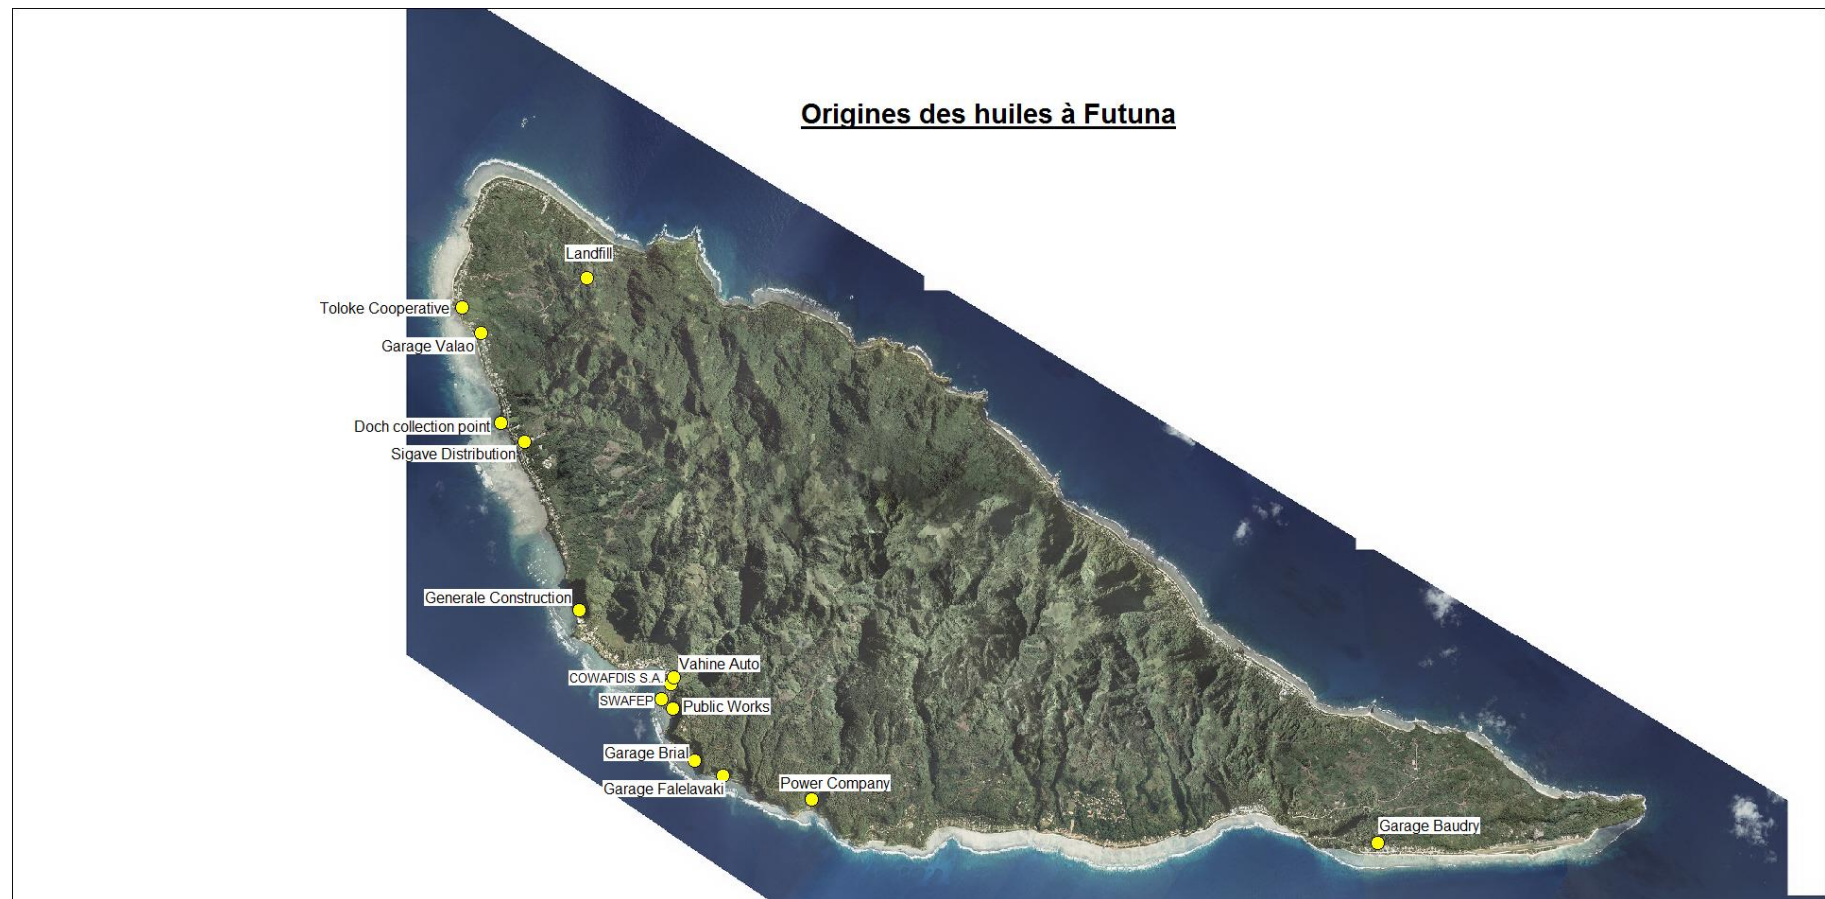 Origines des huiles à Futuna
Landfill
Toloke Cooperative
Garage Valao
Doch collection point
Sigave Distribution
Generale Construction
Vahine Auto
COWAFDIS S.A.
SWAFEP
Public Works
Garage Brial
Garage Falelavaki
Power Company
Garage Baudry